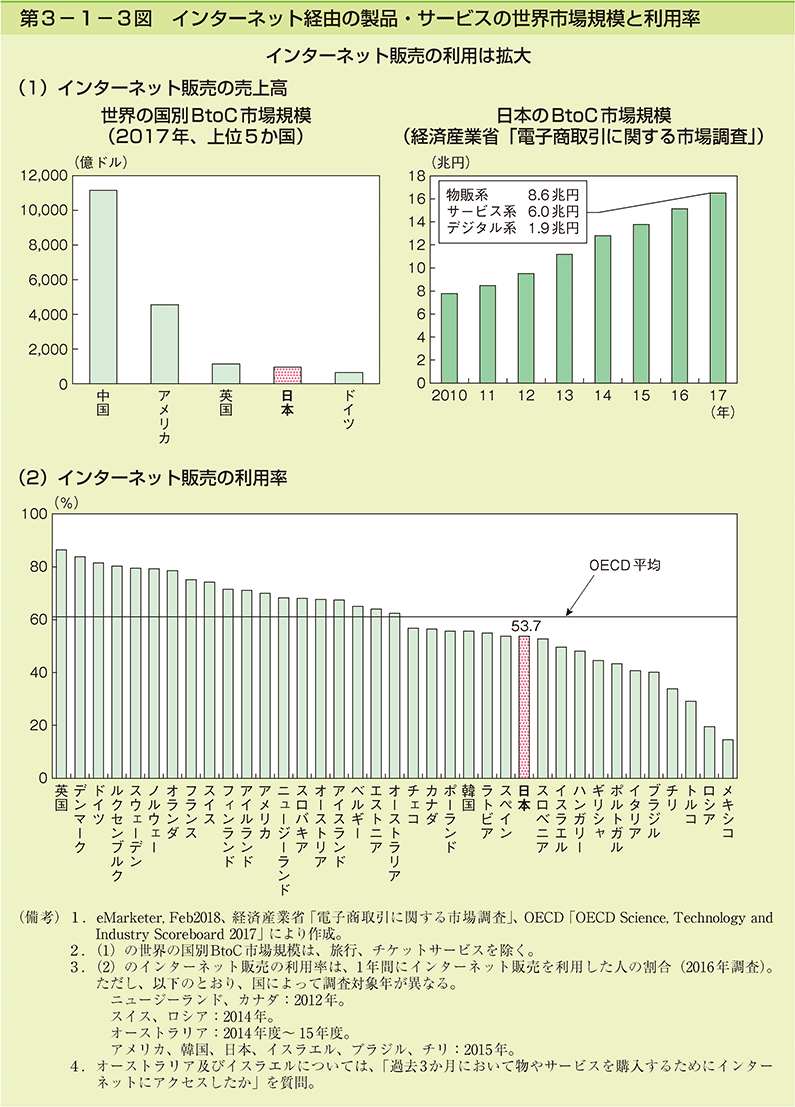 第３－１－３図　インターネット経由の製品・サービスの世界市場規模と利用率
インターネット販売の利用は拡大
（１）インターネット販売の売上高
世界の国別BtoC市場規模
（2017年、上位５か国）
（億ドル）
12,000
10,000
8,000
6,000
4,000
2,000
0
中国
アメリカ
英国
日本
ドイツ
日本のBtoC市場規模
（経済産業省「電子商取引に関する市場調査」）
（兆円）
18
16
14
12
10
8
6
4
2
0
物販系　8.6兆円
サービス系　6.0兆円
デジタル系　1.9兆円
2010 11 12 13 14 15 16 17
（年）
（２）インターネット販売の利用率
（％）
100
80
60
40
20
0
OECD平均
53.7
英国
デンマーク
ドイツ
ルクセンブルク
スウェーデン
ノルウェー
オランダ
フランス
スイス
フィンランド
アイルランド
アメリカ
ニュージーランド
スロバキア
オーストリア
アイスランド
ベルギー
エストニア
オーストラリア
チェコ
カナダ
ポーランド
韓国
ラトビア
スペイン
日本
スロベニア
イスラエル
ハンガリー
ギリシャ
ポルトガル
イタリア
ブラジル
チリ
トルコ
ロシア
メキシコ
（備考）１．eMarketer, Feb2018、経済産業省「電子商取引に関する市場調査」、OECD「OECD Science, Technology and
Industry Scoreboard 2017」により作成。
２．（1）の世界の国別BtoC市場規模は、旅行、チケットサービスを除く。
３．（2）のインターネット販売の利用率は、1年間にインターネット販売を利用した人の割合（2016年調査）。
ただし、以下のとおり、国によって調査対象年が異なる。
ニュージーランド、カナダ：2012年。
スイス、ロシア：2014年。
オーストラリア：2014年度～15年度。
アメリカ、韓国、日本、イスラエル、ブラジル、チリ：2015年。
４．オーストラリア及びイスラエルについては、「過去3か月において物やサービスを購入するためにインター
ネットにアクセスしたか」を質問。